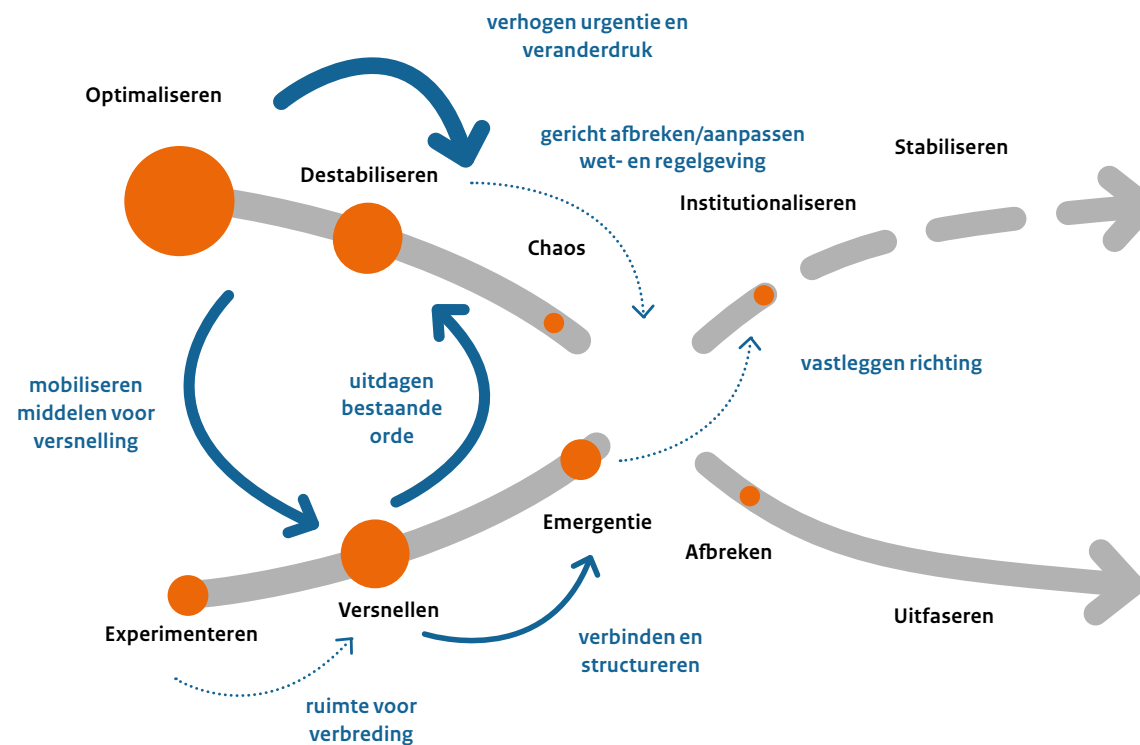 verhogen urgentie en
veranderdruk
Optimaliseren
gericht afbreken/aanpassen
wet- en regelgeving
Stabiliseren
Destabiliseren
Institutionaliseren
Chaos
vastleggen richting
mobiliseren
middelen voor
versnelling
uitdagen
bestaande
orde
Emergentie
Afbreken
Versnellen
Uitfaseren
Experimenteren
verbinden en
structureren
ruimte voor
verbreding